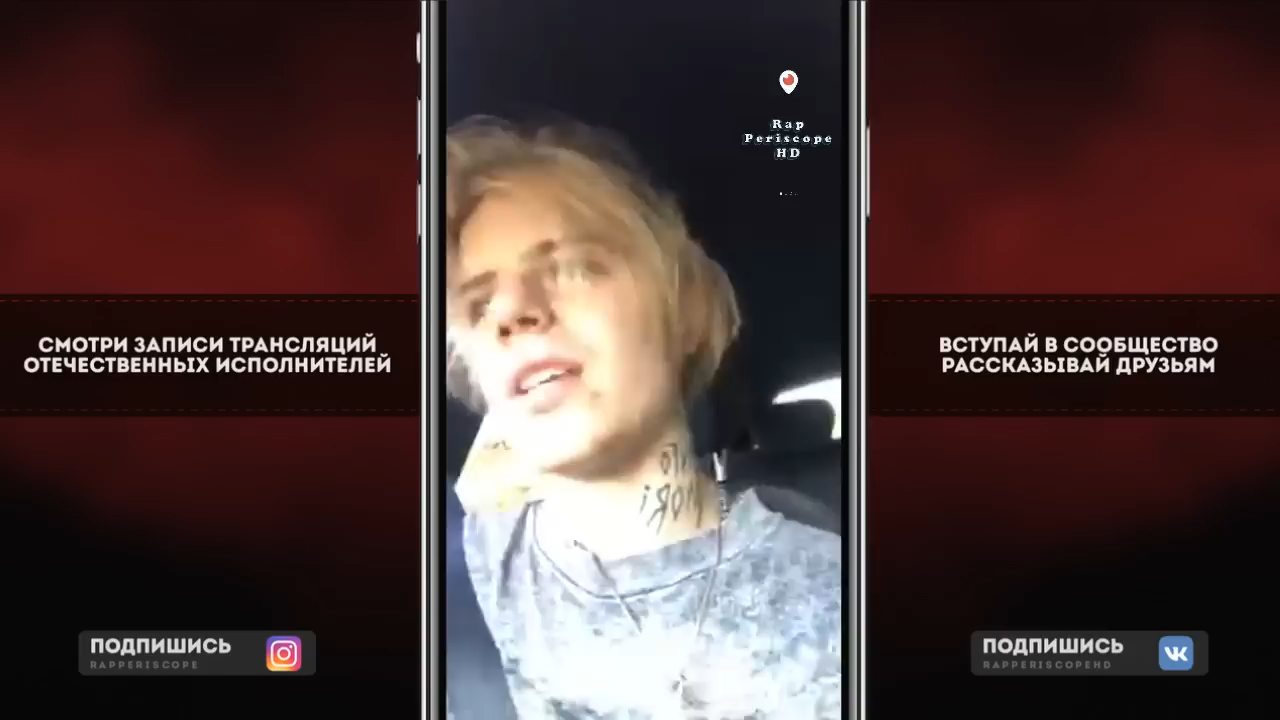 Rap
Periscope
HD
СМОТРИ ЗАПИСИ ТРАНСЛЯЦИЙ
ОТЕЧЕСТВЕННЫХ ИСПОЛНИТЕЛЕЙ
ВСТУПАЙ В СООБЩЕСТВО
РАССКАЗЫВАЙ ДРУЗЬЯМ
ПОДПИШИСЬ
RAPPERISCOPE
ПОДПИШИСЬ
RAPPERISCOPEHD